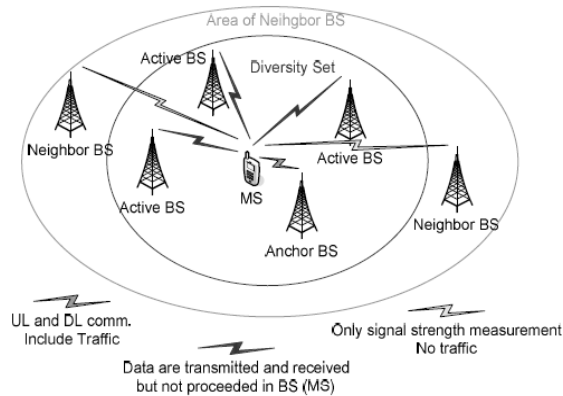 Area of Neihgbor BS
Active BS
Diversity Set
Neighbor BS
Active BS
Active BS
MS
Anchor BS
Neighbor BS
UL and DL comm.
Include Traffic
Only signal strength measurement
No traffic
Data are transmitted and received
but not proceeded in BS (MS)